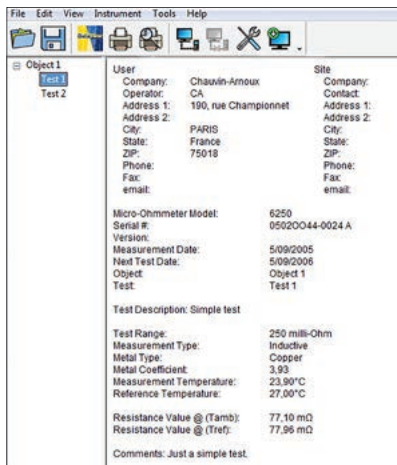 File Edit View Instrument Tools Help
Object 1
Test 1
Test 2
User Site
Company: Chauvin-Arnoux Company:
Operator: CA Contact:
Address 1: 190, rue Championnet Address 1:
Address 2: Address 2:
City: PARIS City:
State: France State:
ZIP: 75018 ZIP:
Phone: Phone:
Fax: Fax:
email: email:
Micro-Ohmmeter Model: 6250
Serial #: 0502OO44-0024 A
Version:
Measurement Date: 5/09/2005
Next Test Date: 5/09/2006
Object: Object 1
Test: Test 1
Test Description: Simple test
Test Range: 250 milli-Ohm
Measurement Type: Inductive
Metal Type: Copper
Metal Coefficient: 3,93
Measurement Temperature: 23,90°C
Reference Temperature: 27,00°C
Resistance Value @ (Tamb): 77,10 mΩ
Resistance Value @ (Tref): 77,96 mΩ
Comments: Just a simple test.